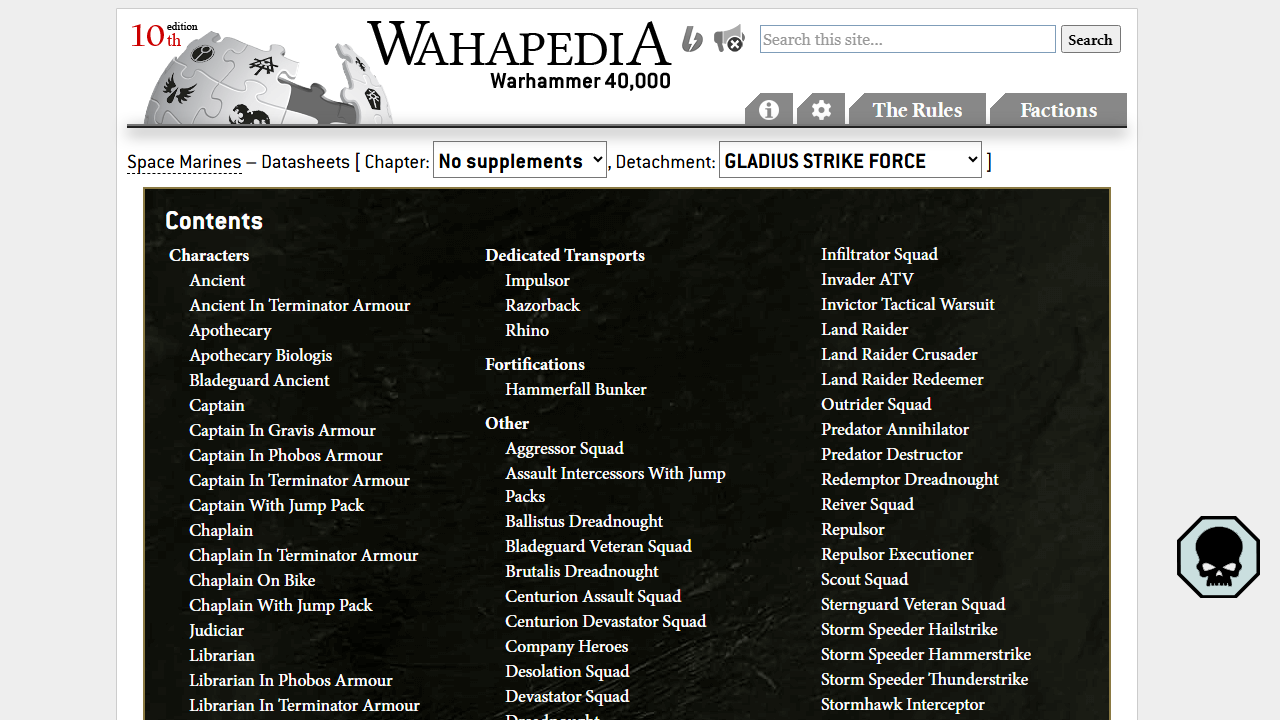 10 edition th
WAHAPEDIA
Warhammer 40,000
Search this site...
Search
The Rules
Factions
Space Marines – Datasheets [ Chapter: No supplements , Detachment: GLADIUS STRIKE FORCE ]
Contents
Characters
Ancient
Ancient In Terminator Armour
Apothecary
Apothecary Biologis
Bladeguard Ancient
Captain
Captain In Gravis Armour
Captain In Phobos Armour
Captain In Terminator Armour
Captain With Jump Pack
Chaplain
Chaplain In Terminator Armour
Chaplain On Bike
Chaplain With Jump Pack
Judiciar
Librarian
Librarian In Phobos Armour
Librarian In Terminator Armour
Dedicated Transports
Impulsor
Razorback
Rhino
Fortifications
Hammerfall Bunker
Other
Aggressor Squad
Assault Intercessors With Jump
Packs
Ballistus Dreadnought
Bladeguard Veteran Squad
Brutalis Dreadnought
Centurion Assault Squad
Centurion Devastator Squad
Company Heroes
Desolation Squad
Devastator Squad
Dreadnought
Infiltrator Squad
Invader ATV
Invictor Tactical Warsuit
Land Raider
Land Raider Crusader
Land Raider Redeemer
Outrider Squad
Predator Annihilator
Predator Destructor
Redemptor Dreadnought
Reiver Squad
Repulsor
Repulsor Executioner
Scout Squad
Sternguard Veteran Squad
Storm Speeder Hailstrike
Storm Speeder Hammerstrike
Storm Speeder Thunderstrike
Stormhawk Interceptor